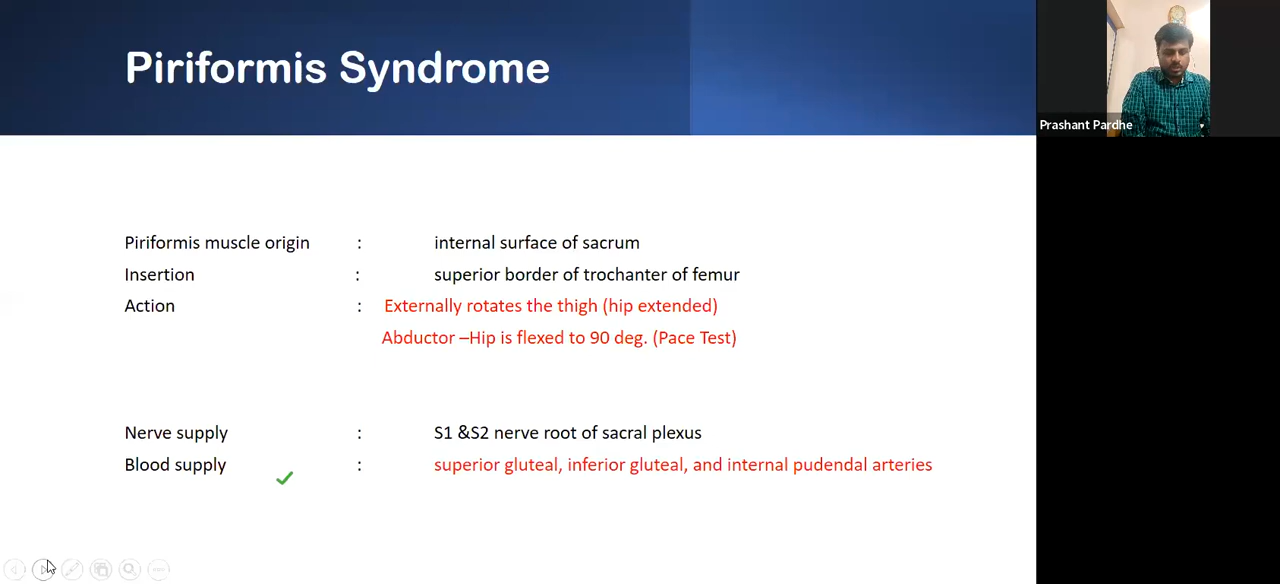 Piriformis Syndrome
Prashant Pardhe
Piriformis muscle origin : internal surface of sacrum
Insertion : superior border of trochanter of femur
Action : Externally rotates the thigh (hip extended)
Abductor –Hip is flexed to 90 deg. (Pace Test)
Nerve supply : S1 &S2 nerve root of sacral plexus
Blood supply : superior gluteal, inferior gluteal, and internal pudendal arteries